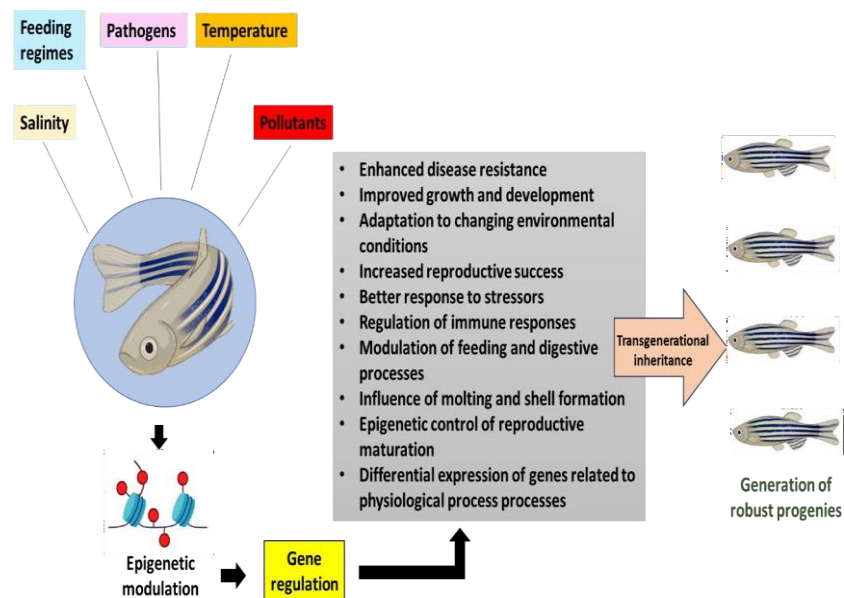 Feeding
regimes
Pathogens
Temperature
Salinity
Pollutants
• Enhanced disease resistance
• Improved growth and development
• Adaptation to changing environmental
conditions
• Increased reproductive success
• Better response to stressors
• Regulation of immune responses
• Modulation of feeding and digestive
processes
• Influence of molting and shell formation
• Epigenetic control of reproductive
maturation
• Differential expression of genes related to
physiological process processes
Transgenerational
inheritance
Generation of
robust progenies
Epigenetic
modulation
Gene
regulation